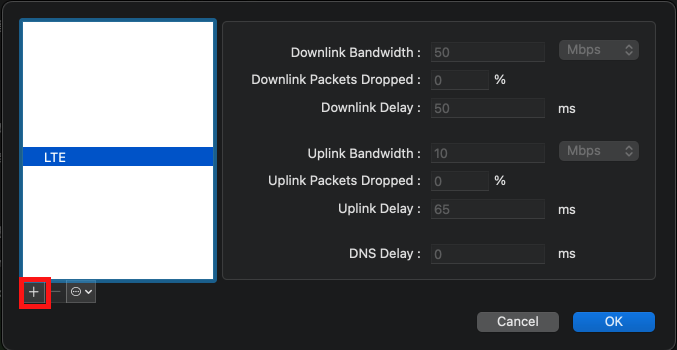 LTE
Downlink Bandwidth : 50 Mbps
Downlink Packets Dropped : 0 %
Downlink Delay : 50 ms
Uplink Bandwidth : 10 Mbps
Uplink Packets Dropped : 0 %
Uplink Delay : 65 ms
DNS Delay : 0 ms
Cancel OK